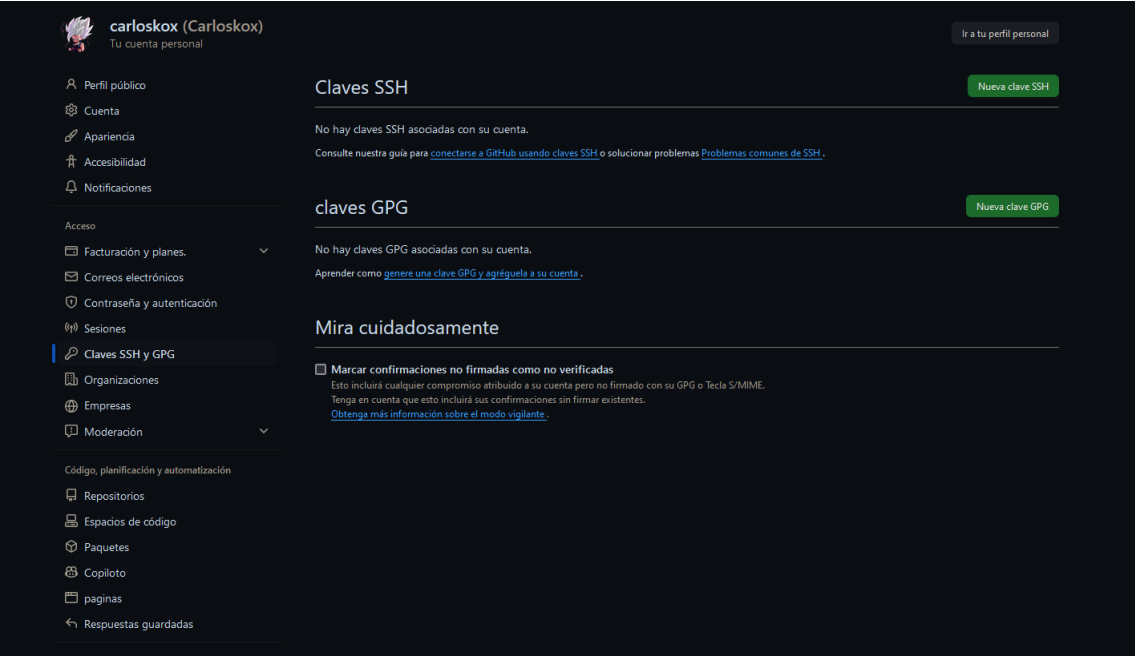 carloskox (Carloskox)
Tu cuenta personal
Ir a tu perfil personal
Perfil público
Cuenta
Apariencia
Accesibilidad
Notificaciones
Acceso
Facturación y planes.
Correos electrónicos
Contraseña y autenticación
Sesiones
Claves SSH y GPG
Organizaciones
Empresas
Moderación
Código, planificación y automatización
Repositorios
Espacios de código
Paquetes
Copiloto
paginas
Respuestas guardadas
Claves SSH
Nueva clave SSH
No hay claves SSH asociadas con su cuenta.
Consulte nuestra guía para conectarse a GitHub usando claves SSH o solucionar problemas Problemas comunes de SSH .
claves GPG
Nueva clave GPG
No hay claves GPG asociadas con su cuenta.
Aprender como genere una clave GPG y agréguela a su cuenta .
Mira cuidadosamente
Marcar confirmaciones no firmadas como no verificadas
Esto incluirá cualquier compromiso atribuido a su cuenta pero no firmado con su GPG o Tecla S/MIME.
Tenga en cuenta que esto incluirá sus confirmaciones sin firmar existentes.
Obtenga más información sobre el modo vigilante .